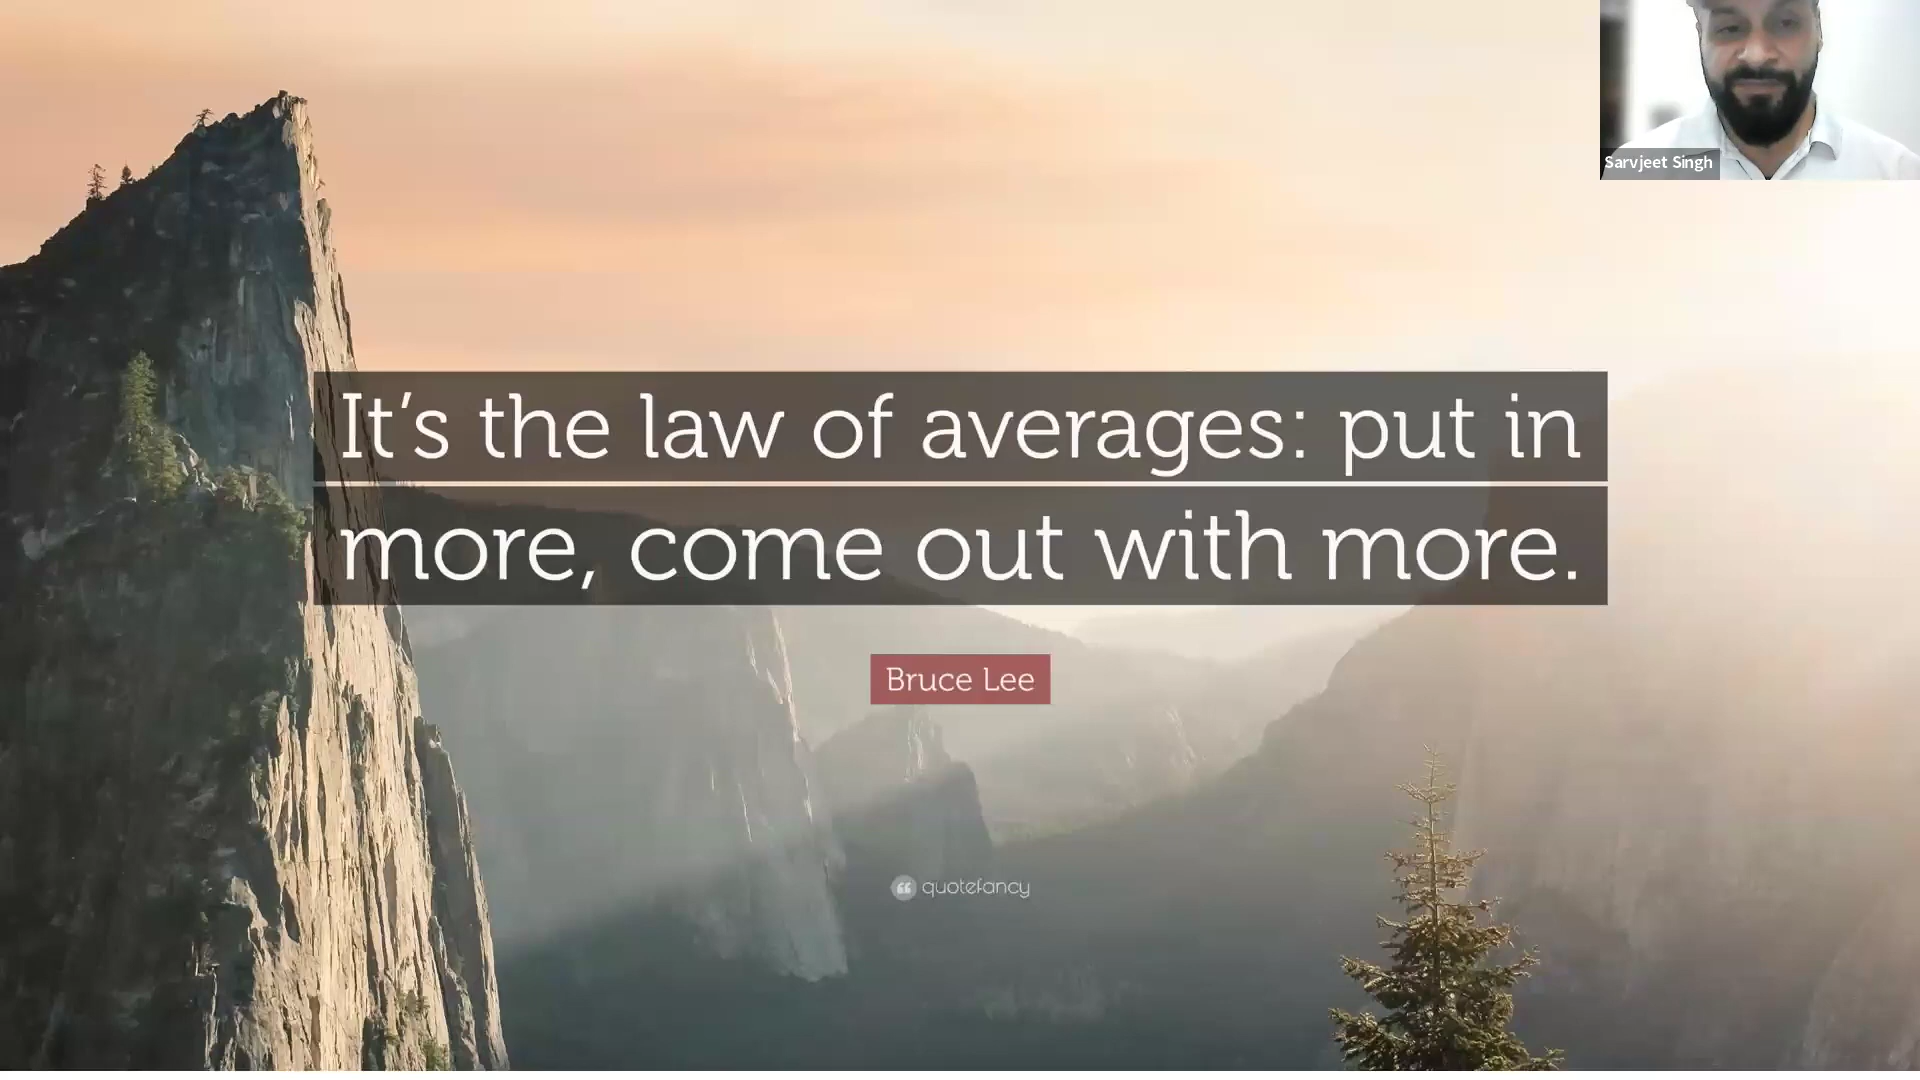 Sarvjeet Singh
It’s the law of averages: put in
more, come out with more.
Bruce Lee
quotefancy